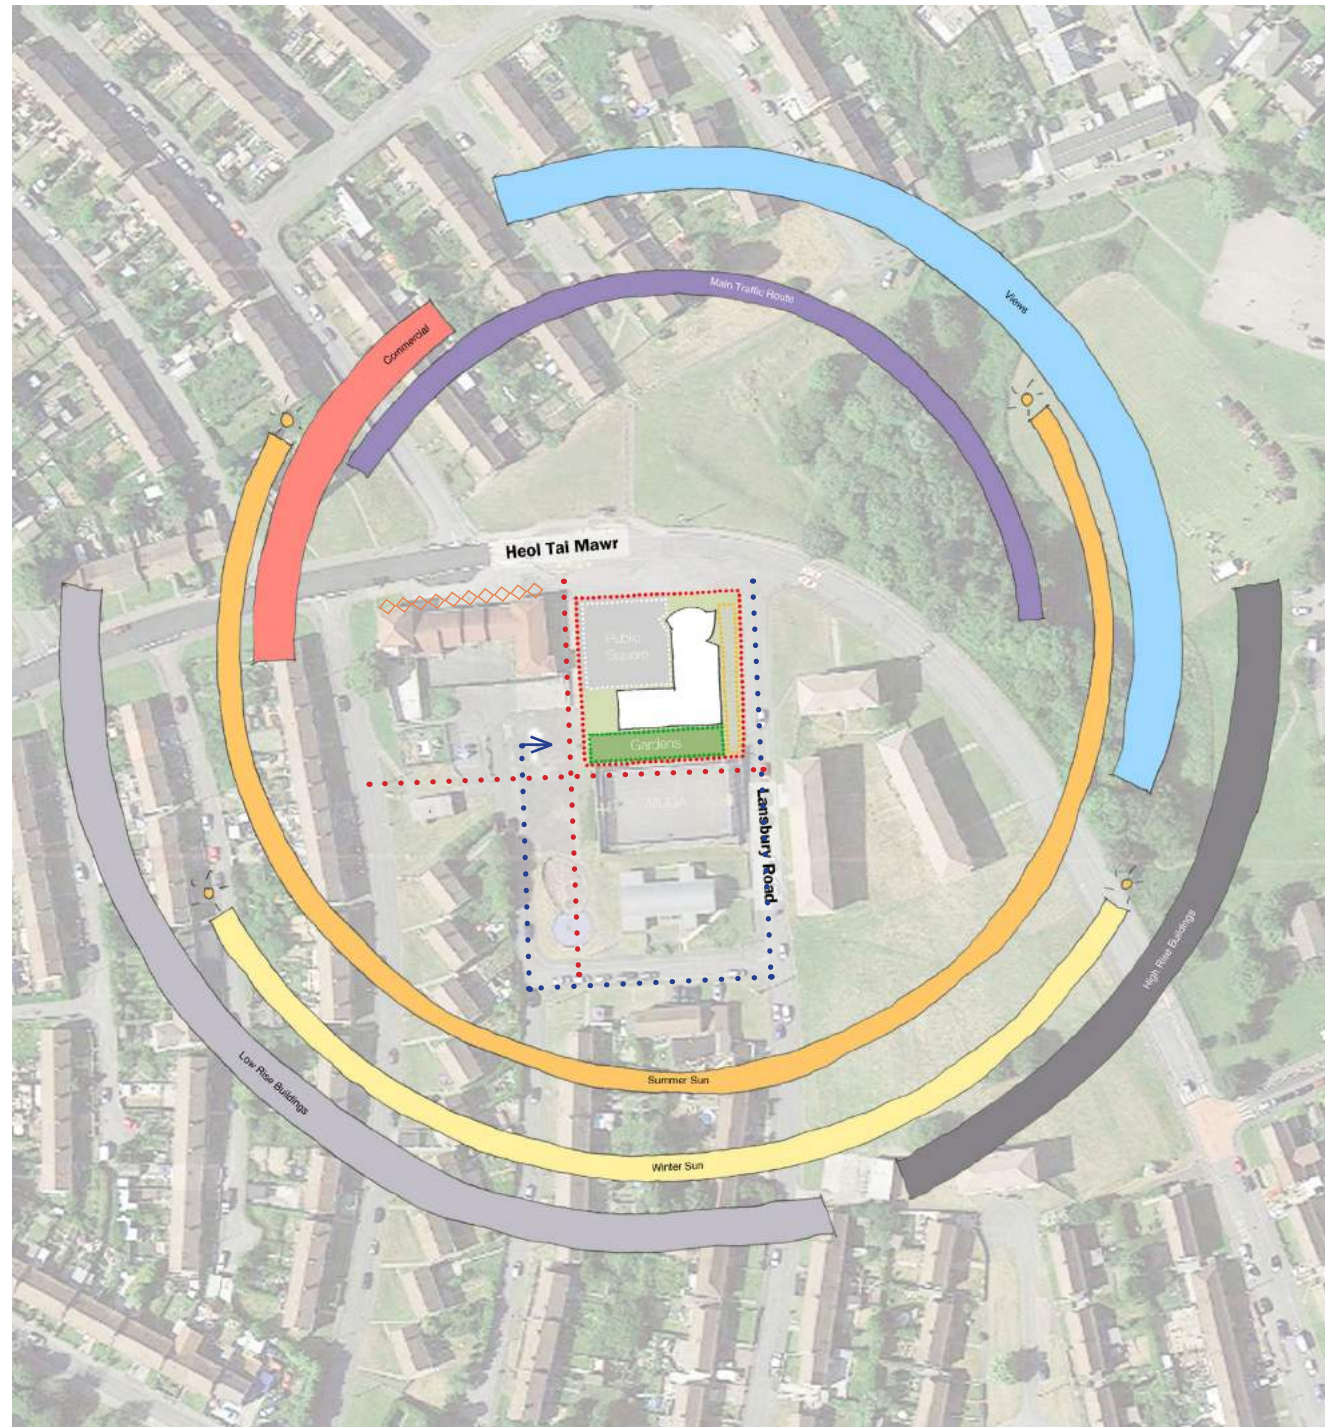 Main Traffic Route
Views
Commercial
Heol Tai Mawr
Public
Square
Gardens
MUGA
Lansbury Road
High Rise Buildings
Low Rise Buildings
Summer Sun
Winter Sun